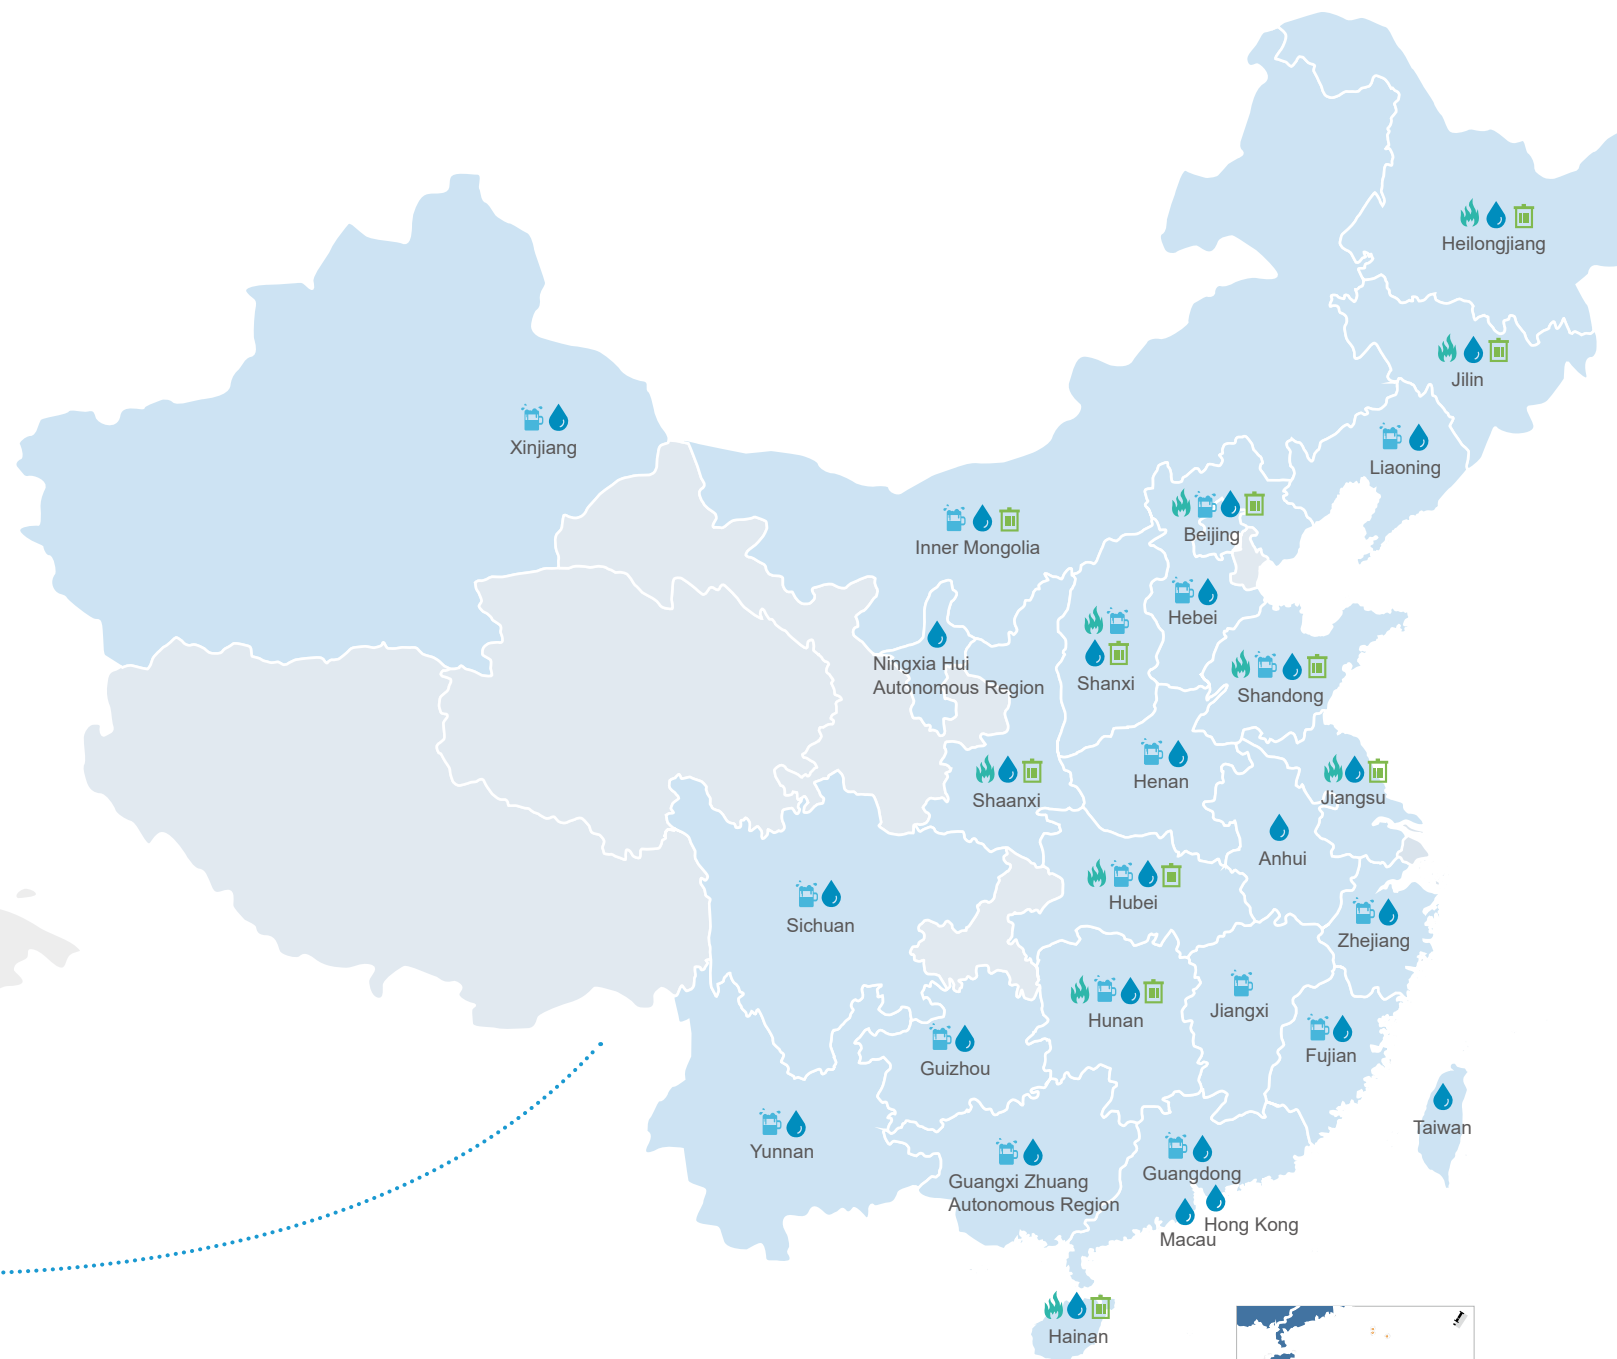 Heilongjiang
Jilin
Xinjiang
Liaoning
Inner Mongolia
Beijing
Hebei
Ningxia Hui
Autonomous Region
Shanxi
Shandong
Shaanxi
Henan
Jiangsu
Anhui
Sichuan
Hubei
Zhejiang
Hunan
Jiangxi
Guizhou
Fujian
Yunnan
Taiwan
Guangxi Zhuang
Autonomous Region
Guangdong
Hong Kong
Macau
Hainan